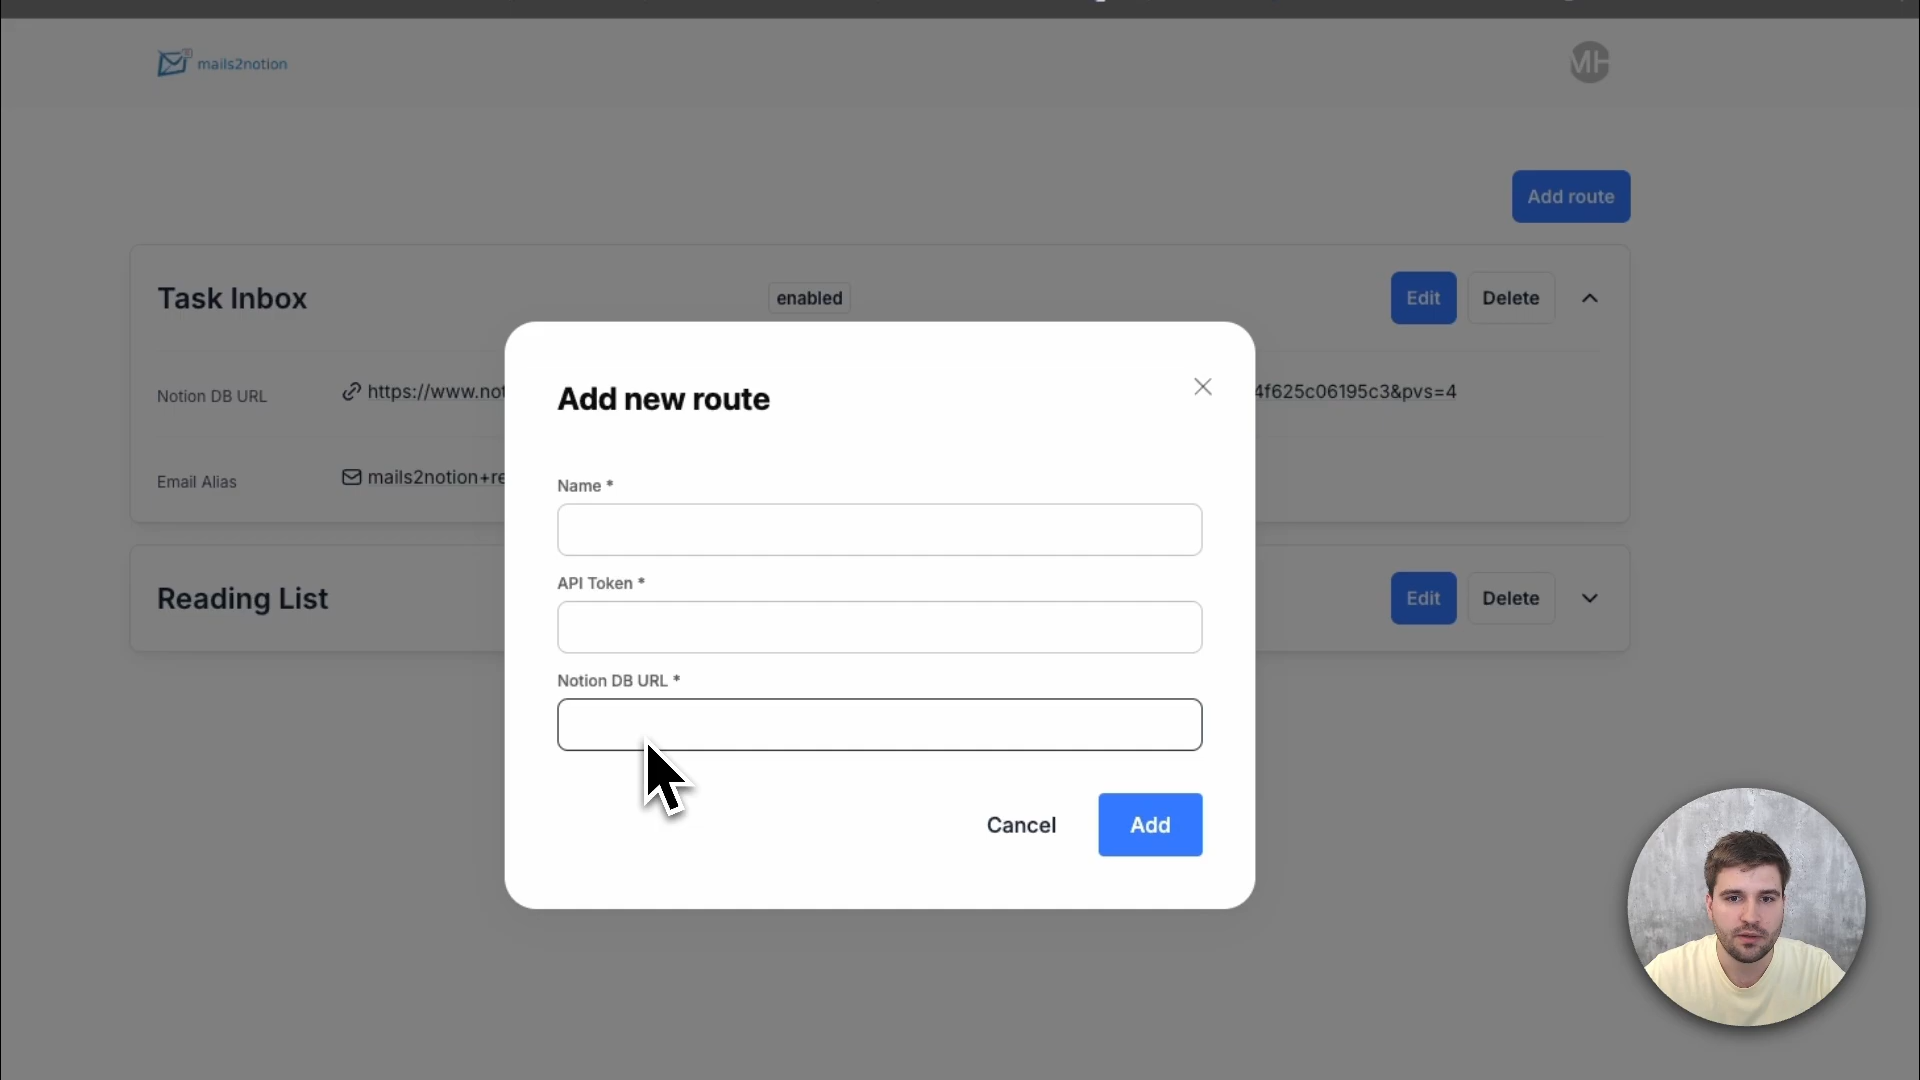 mails2notion
MH
Add route
Task Inbox
enabled
Edit
Delete
Notion DB URL
https://www.not
4f625c06195c3&pvs=4
Email Alias
mails2notion+re
Reading List
Edit
Delete
Add new route
Name *
API Token *
Notion DB URL *
Cancel
Add